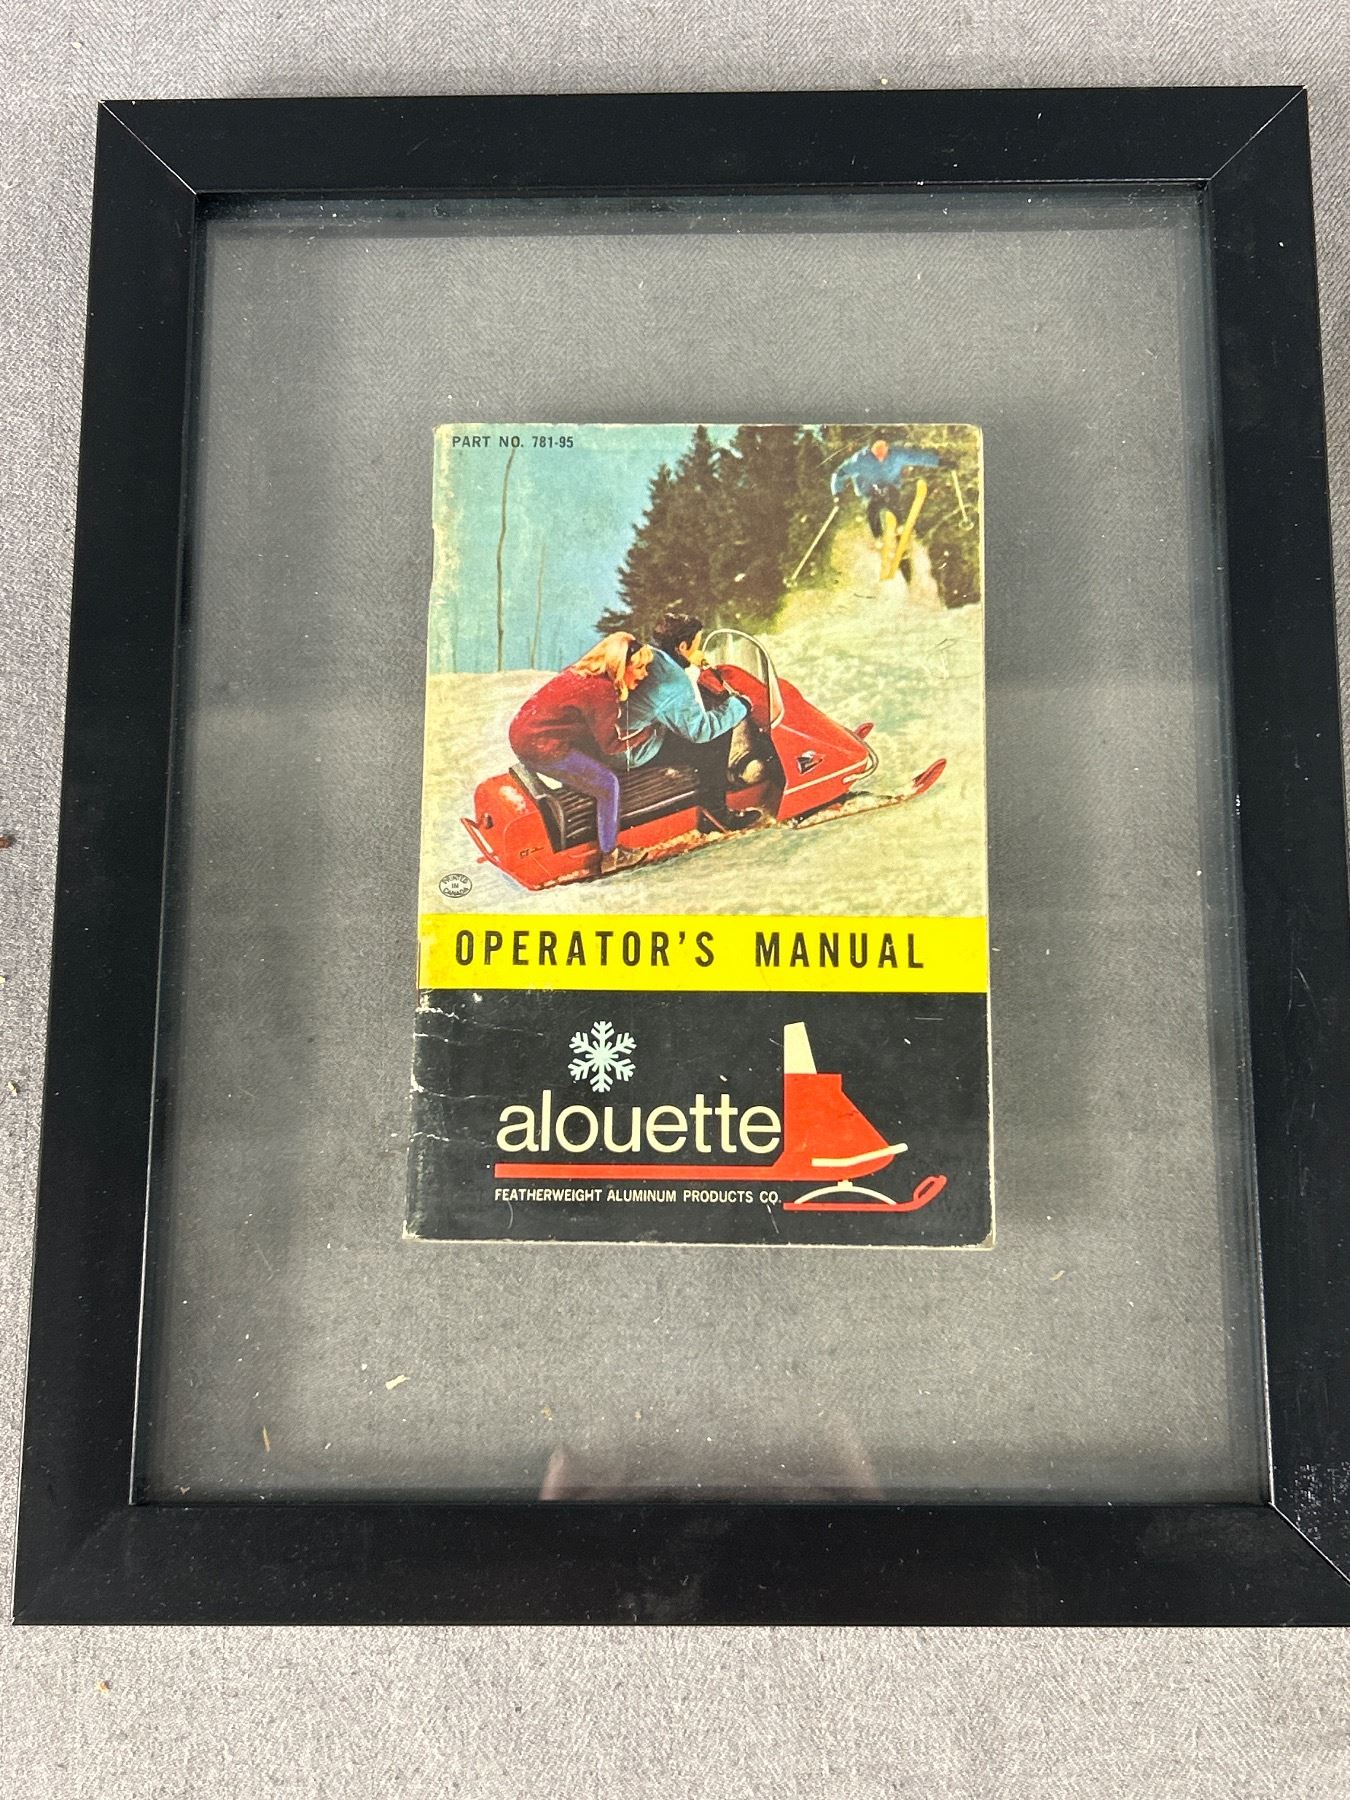 PART NO. 781-95
PRINTED
IN
CANADA
OPERATOR'S MANUAL
alouette
FEATHERWEIGHT ALUMINUM PRODUCTS CO.